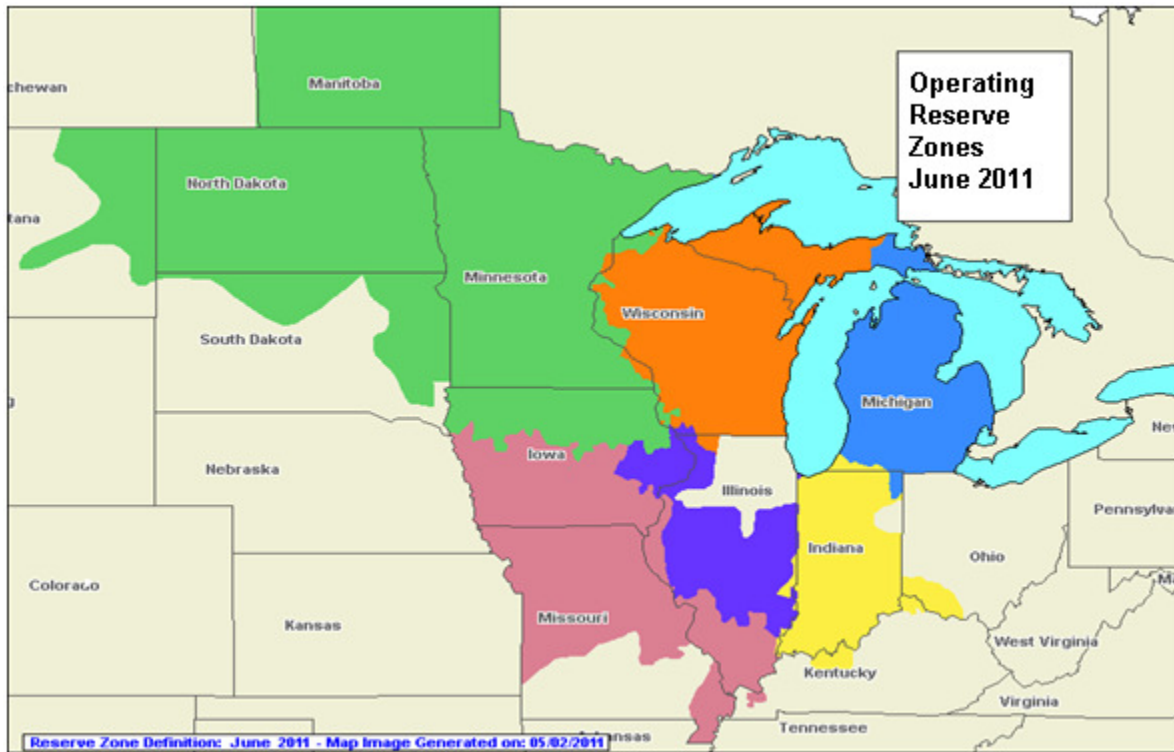 Operating
Reserve
Zones
June 2011
chewan
Manitoba
North Dakota
tana
Minnesota
Wisconsin
South Dakota
Michigan
Iowa
Nebraska
Illinois
Pennsylva
Indiana
Ohio
Colorado
Missouri
Kansas
West Virginia
Kentucky
Virginia
Tennessee
Reserve Zone Definition: June 2011 - Map Image Generated on: 05/02/2011
nsas